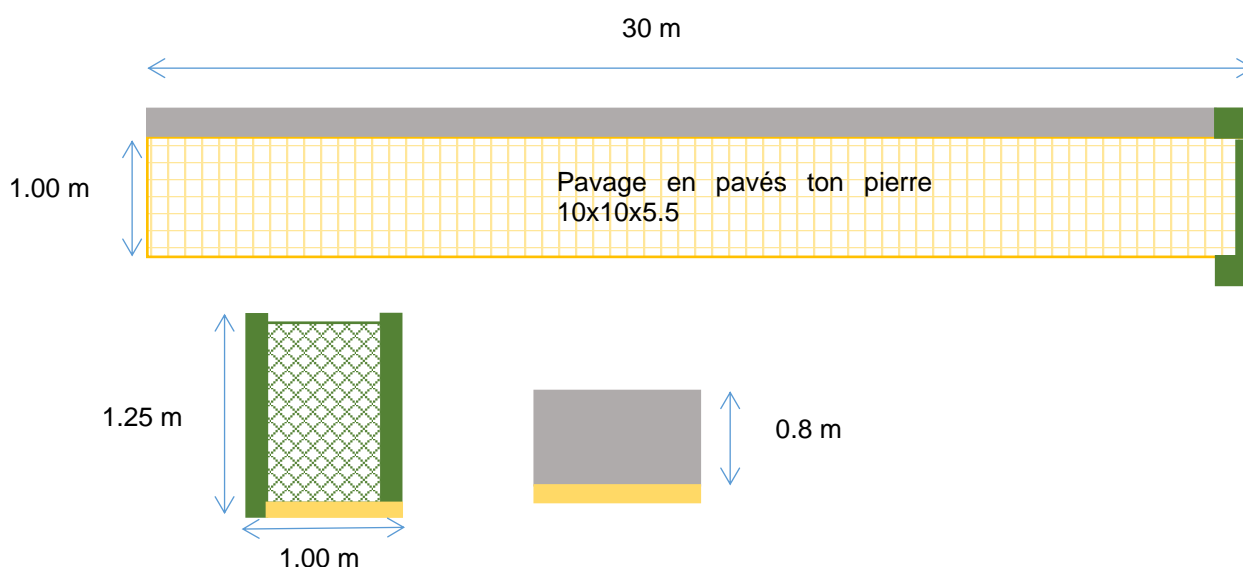 30 m
1.00 m
Pavage en pavés ton pierre
10x10x5.5
1.25 m
0.8 m
1.00 m